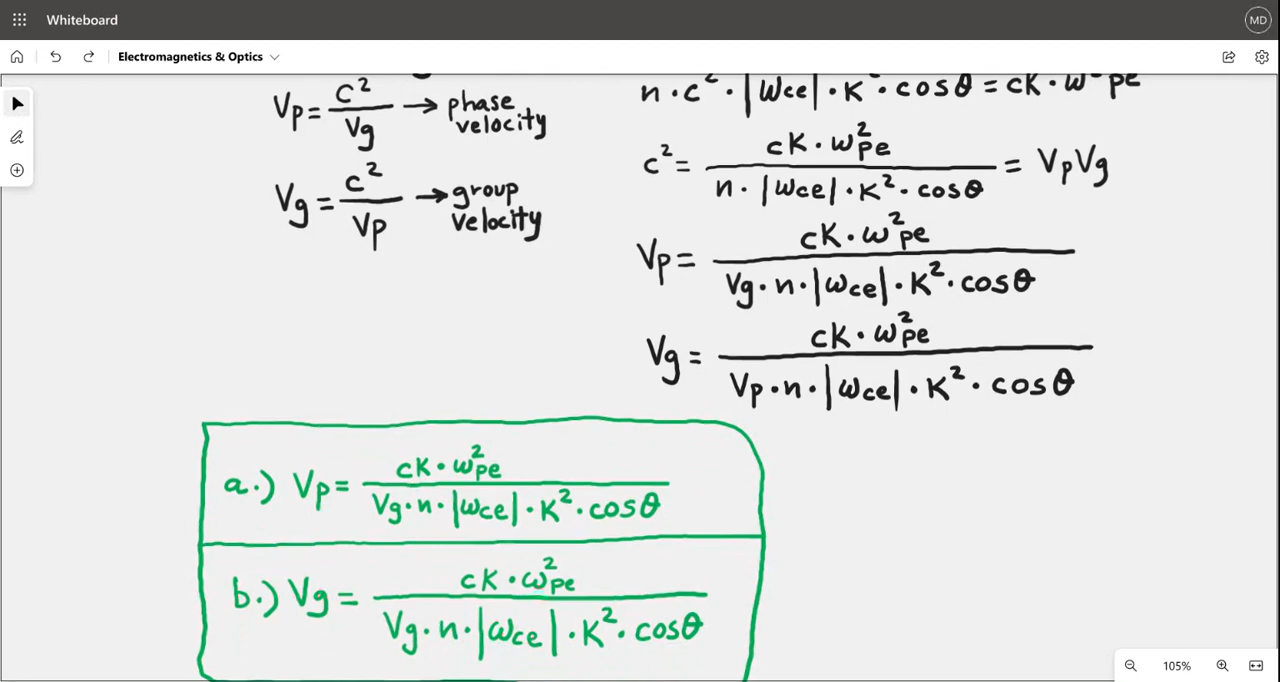 Whiteboard
MD
Electromagnetics & Optics
Vp = c² / Vg → phase velocity
Vg = c² / Vp → group velocity
n · c² · |ωce| · K² · cosθ = cK · ω²pe
c² = cK · ω²pe / n · |ωce| · K² · cosθ = VpVg
Vp = cK · ω²pe / Vg · n · |ωce| · K² · cosθ
Vg = cK · ω²pe / Vp · n · |ωce| · K² · cosθ
a.) Vp = cK · ω²pe / Vg · n · |ωce| · K² · cosθ
b.) Vg = cK · ω²pe / Vg · n · |ωce| · K² · cosθ
105%